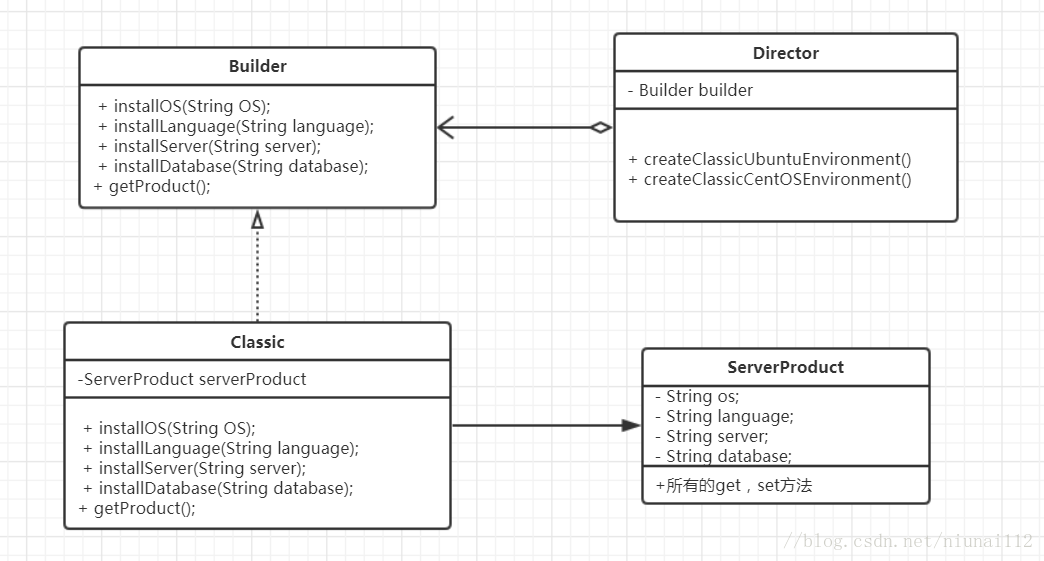 Builder
+ installOS(String OS);
+ installLanguage(String language);
+ installServer(String server);
+ installDatabase(String database);
+ getProduct();
Director
- Builder builder
+ createClassicUbuntuEnvironment()
+ createClassicCentOSEnvironment()
Classic
-ServerProduct serverProduct
+ installOS(String OS);
+ installLanguage(String language);
+ installServer(String server);
+ installDatabase(String database);
+ getProduct();
ServerProduct
- String os;
- String language;
- String server;
- String database;
+所有的get，set方法
//blog.csdn.net/niunai112